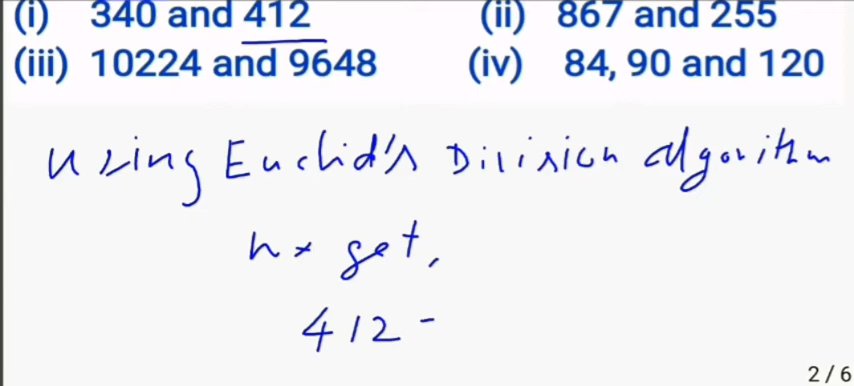 (i) 340 and 412 (ii) 867 and 255
(iii) 10224 and 9648 (iv) 84, 90 and 120
using Euclid's Division algorithm
we get,
412 -
2/6